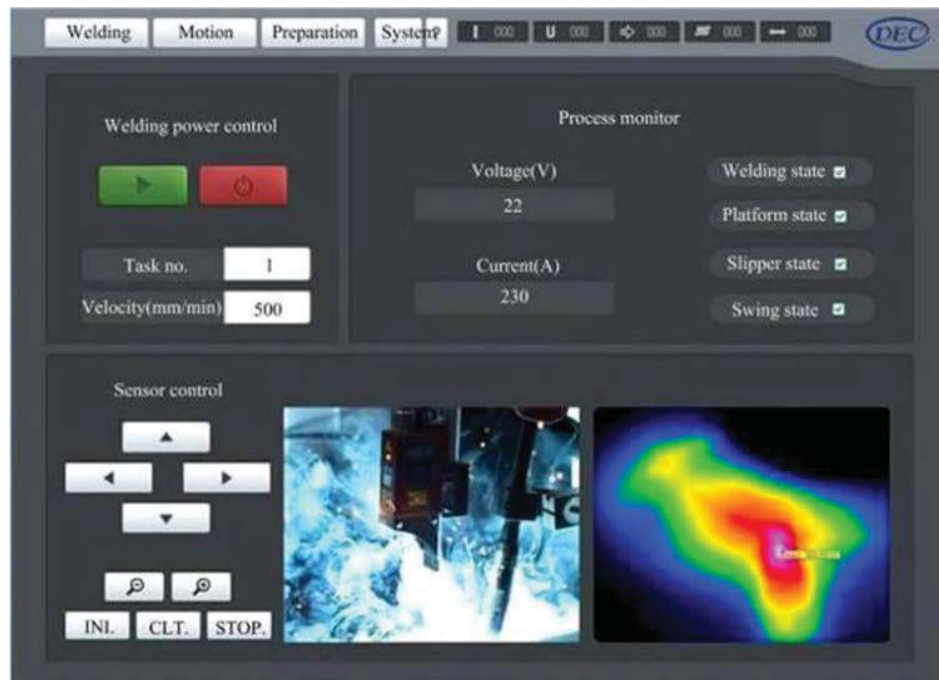 Welding Motion Preparation System? I 000 U 000 000 000 000 DEC
Welding power control
Task no. 1
Velocity(mm/min) 500
Process monitor
Voltage(V)
22
Current(A)
230
Welding state
Platform state
Slipper state
Swing state
Sensor control
INI. CLT. STOP.